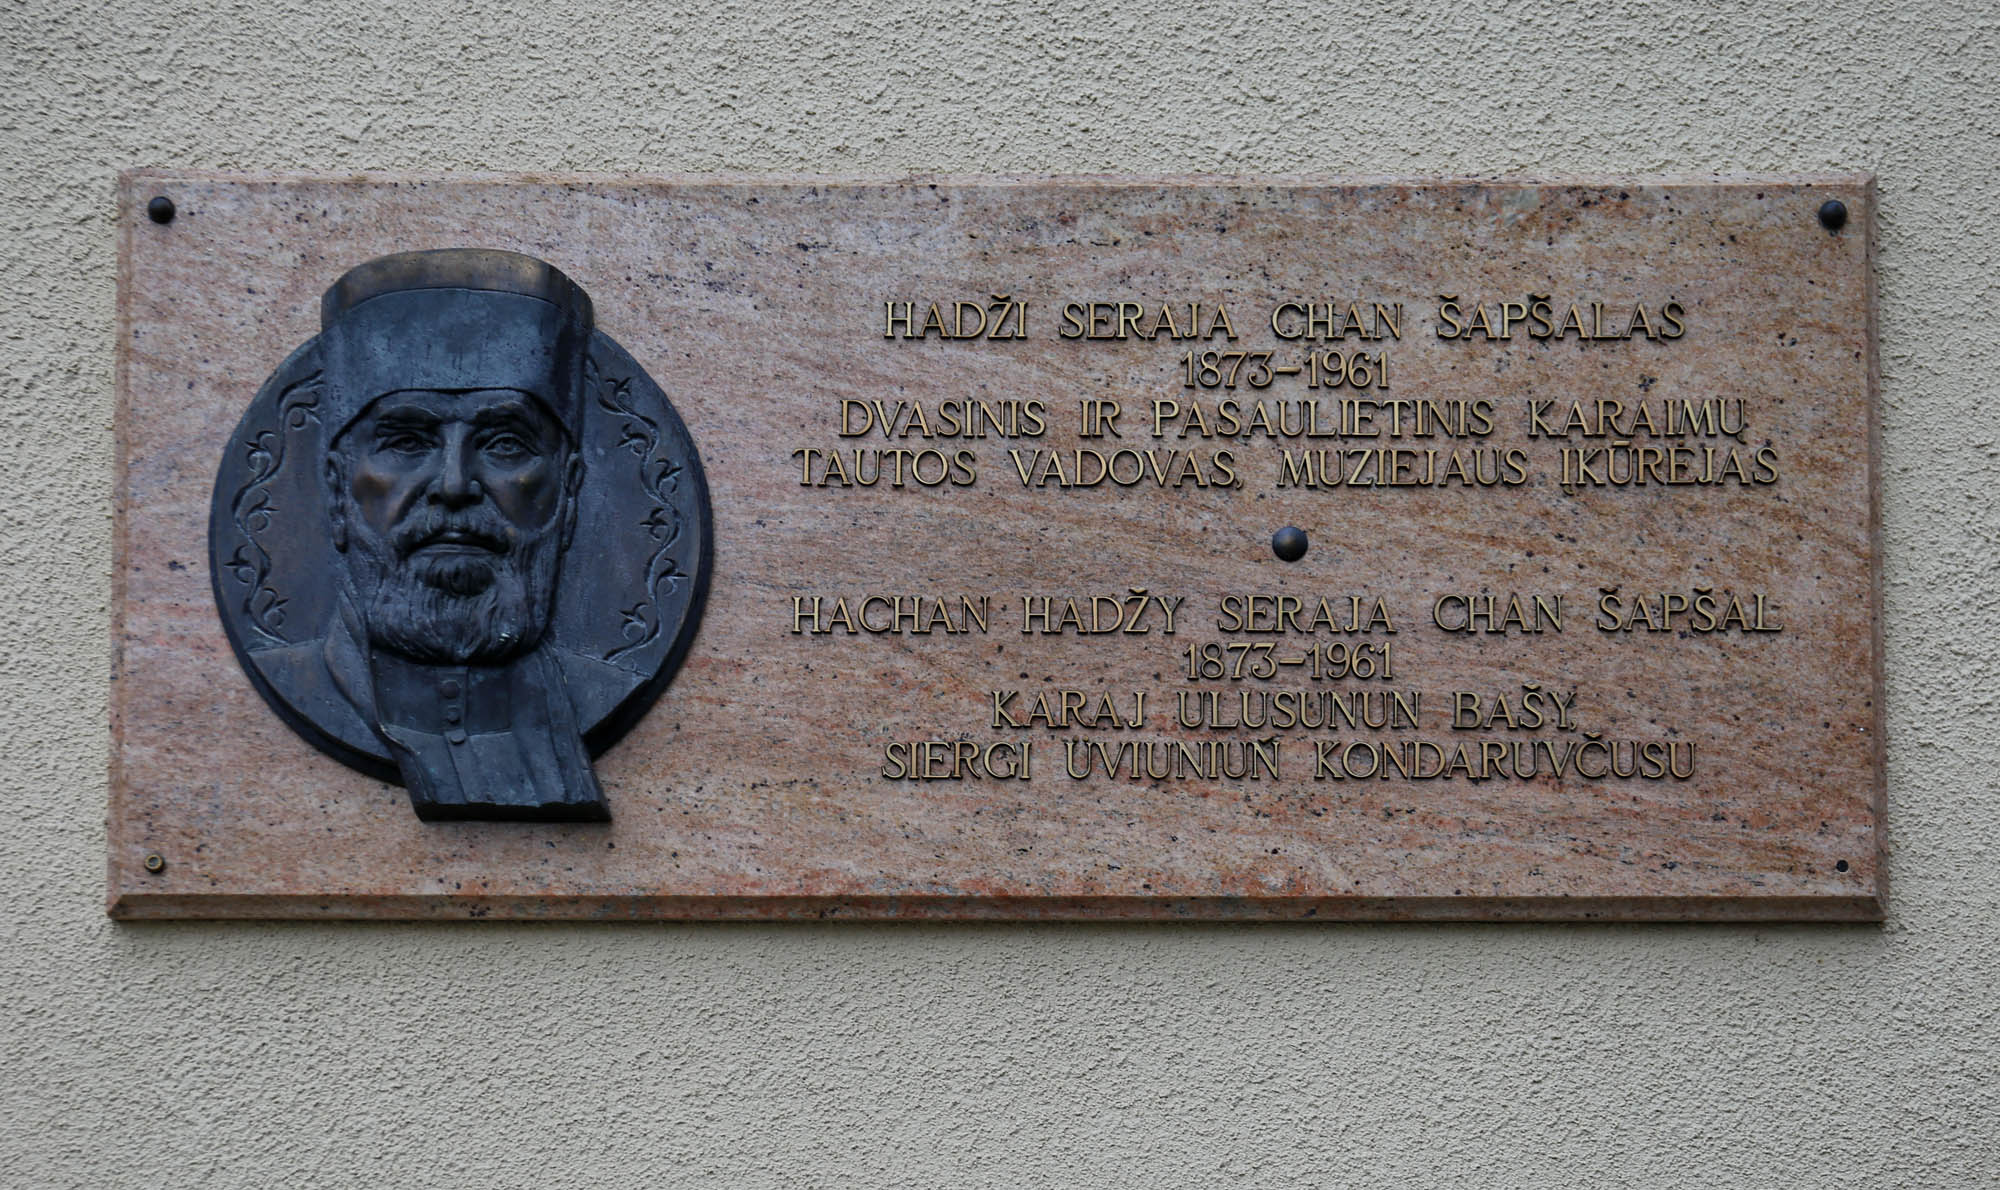 HADŽI SERAJA CHAN ŠAPŠALAS
1873–1961
DVASINIS IR PASAULIETINIS KARAIMŲ
TAUTOS VADOVAS, MUZIEJAUS ĮKŪRĖJAS
HACHAN HADŽY SERAJA CHAN ŠAPŠAL
1873–1961
KARAJ ULUSUNUN BAŠY,
SIERGI ÜVIUNIUŃ KONDARUVČUSU